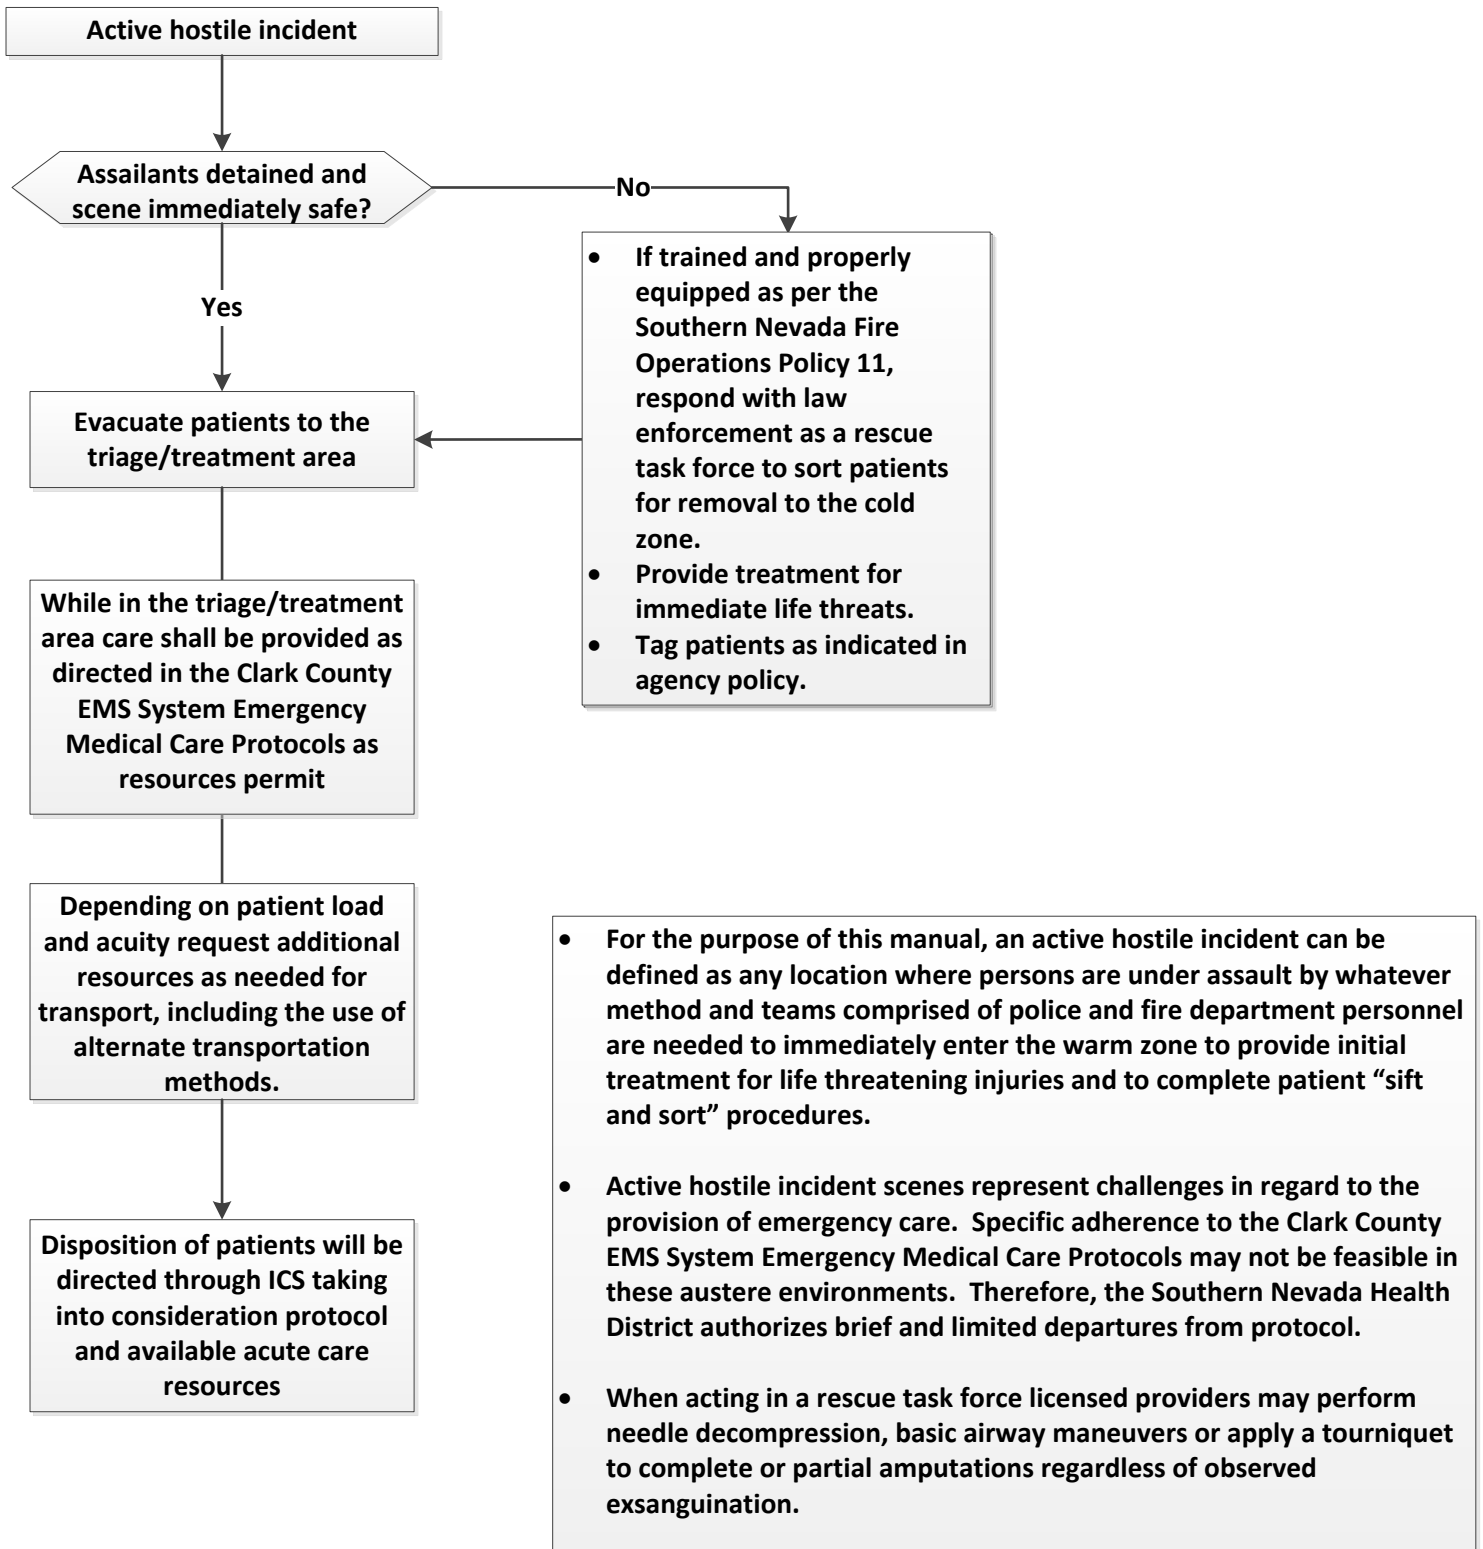 Active hostile incident
Assailants detained and
scene immediately safe?
No
Yes
• If trained and properly
equipped as per the
Southern Nevada Fire
Operations Policy 11,
respond with law
enforcement as a rescue
task force to sort patients
for removal to the cold
zone.
• Provide treatment for
immediate life threats.
• Tag patients as indicated in
agency policy.
Evacuate patients to the
triage/treatment area
While in the triage/treatment
area care shall be provided as
directed in the Clark County
EMS System Emergency
Medical Care Protocols as
resources permit
Depending on patient load
and acuity request additional
resources as needed for
transport, including the use of
alternate transportation
methods.
Disposition of patients will be
directed through ICS taking
into consideration protocol
and available acute care
resources
• For the purpose of this manual, an active hostile incident can be
defined as any location where persons are under assault by whatever
method and teams comprised of police and fire department personnel
are needed to immediately enter the warm zone to provide initial
treatment for life threatening injuries and to complete patient “sift
and sort” procedures.
• Active hostile incident scenes represent challenges in regard to the
provision of emergency care.  Specific adherence to the Clark County
EMS System Emergency Medical Care Protocols may not be feasible in
these austere environments.  Therefore, the Southern Nevada Health
District authorizes brief and limited departures from protocol.
• When acting in a rescue task force licensed providers may perform
needle decompression, basic airway maneuvers or apply a tourniquet
to complete or partial amputations regardless of observed
exsanguination.